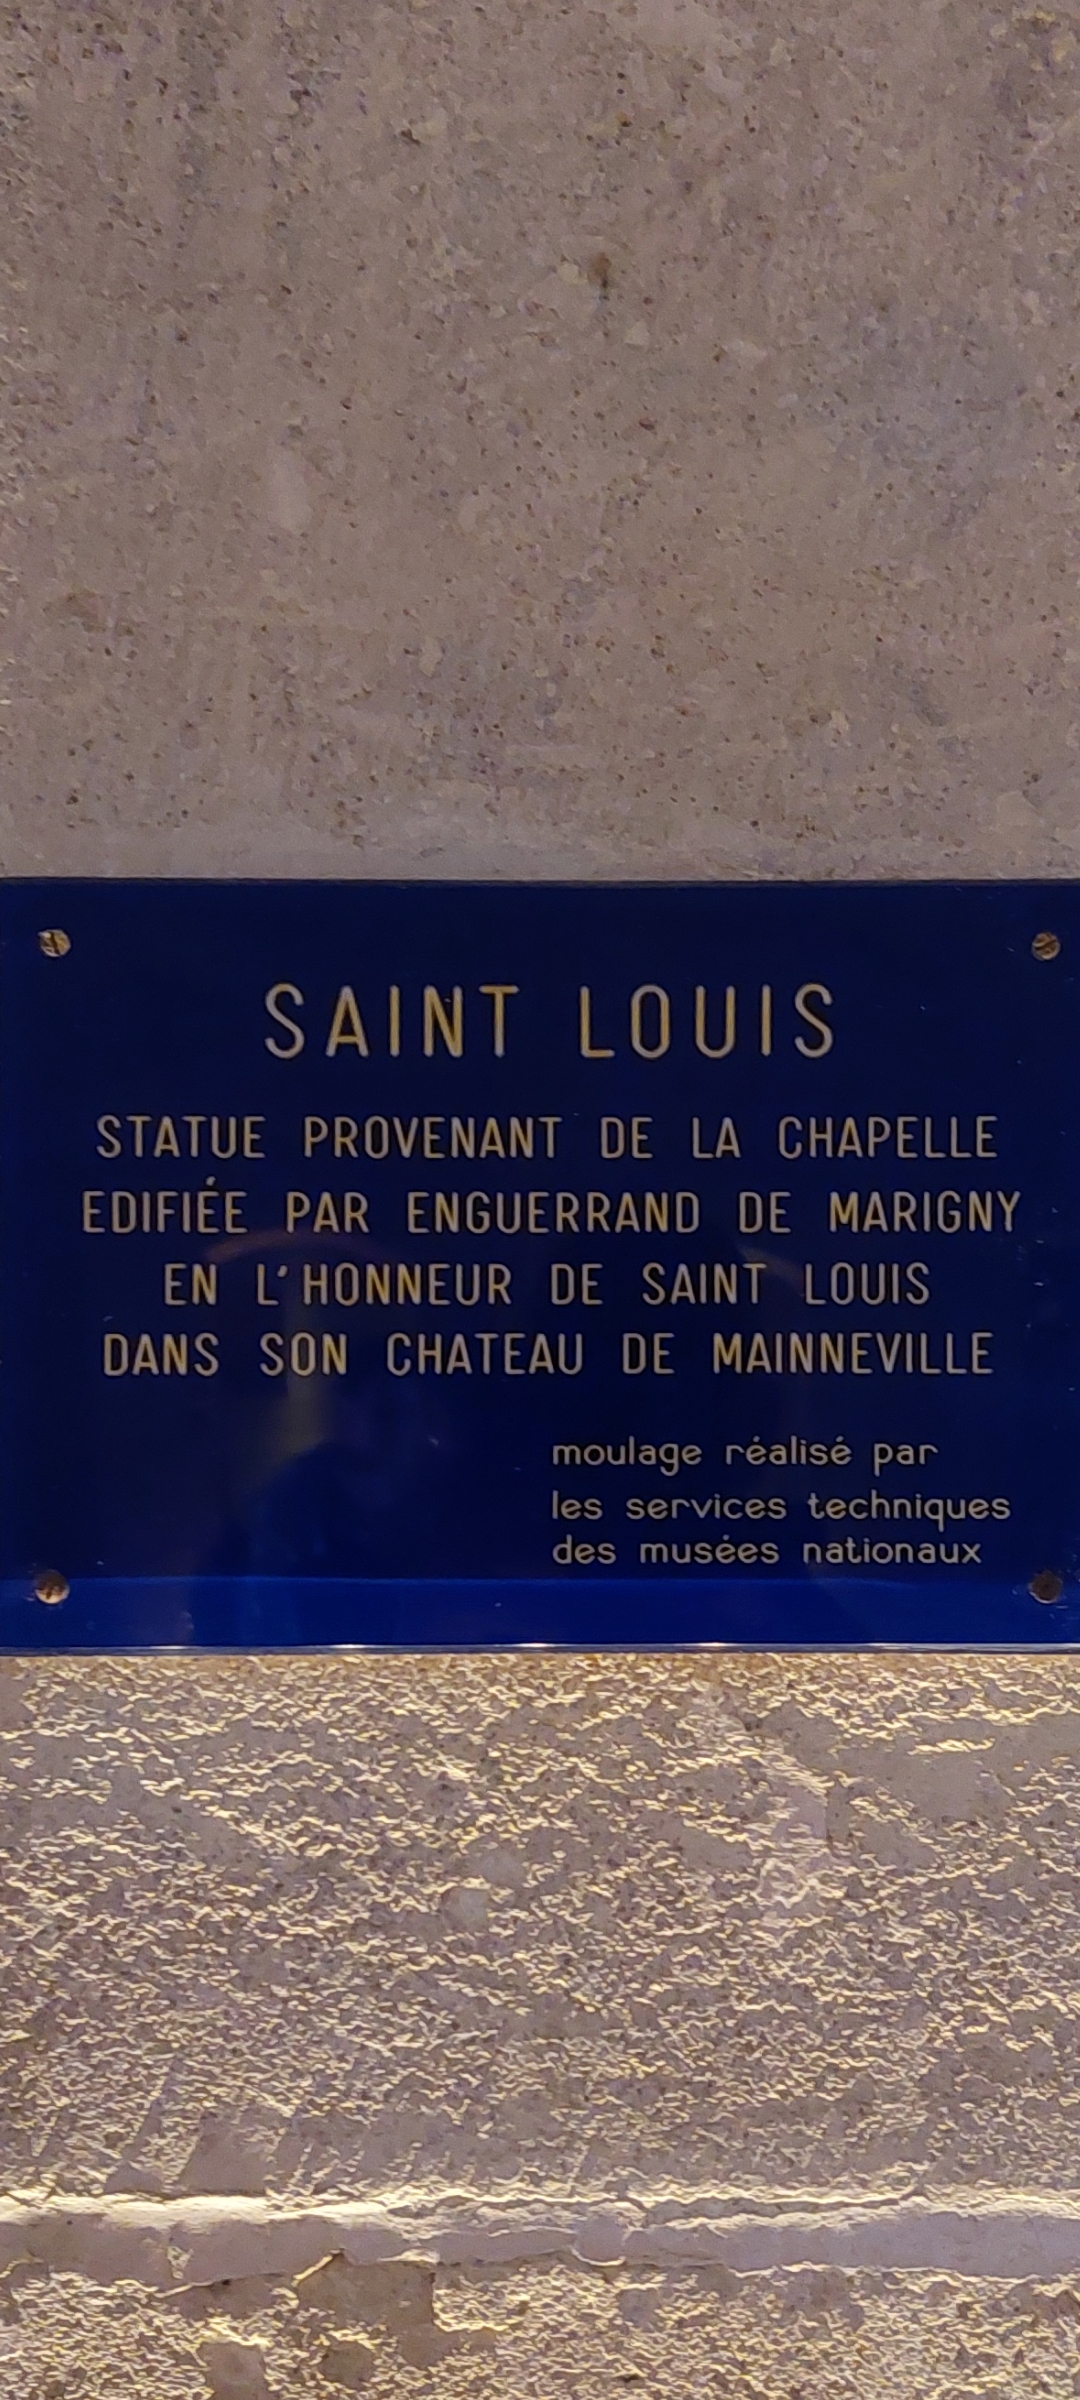 SAINT LOUIS
STATUE PROVENANT DE LA CHAPELLE
EDIFIÉE PAR ENGUERRAND DE MARIGNY
EN L'HONNEUR DE SAINT LOUIS
DANS SON CHATEAU DE MAINNEVILLE
moulage réalisé par
les services techniques
des musées nationaux